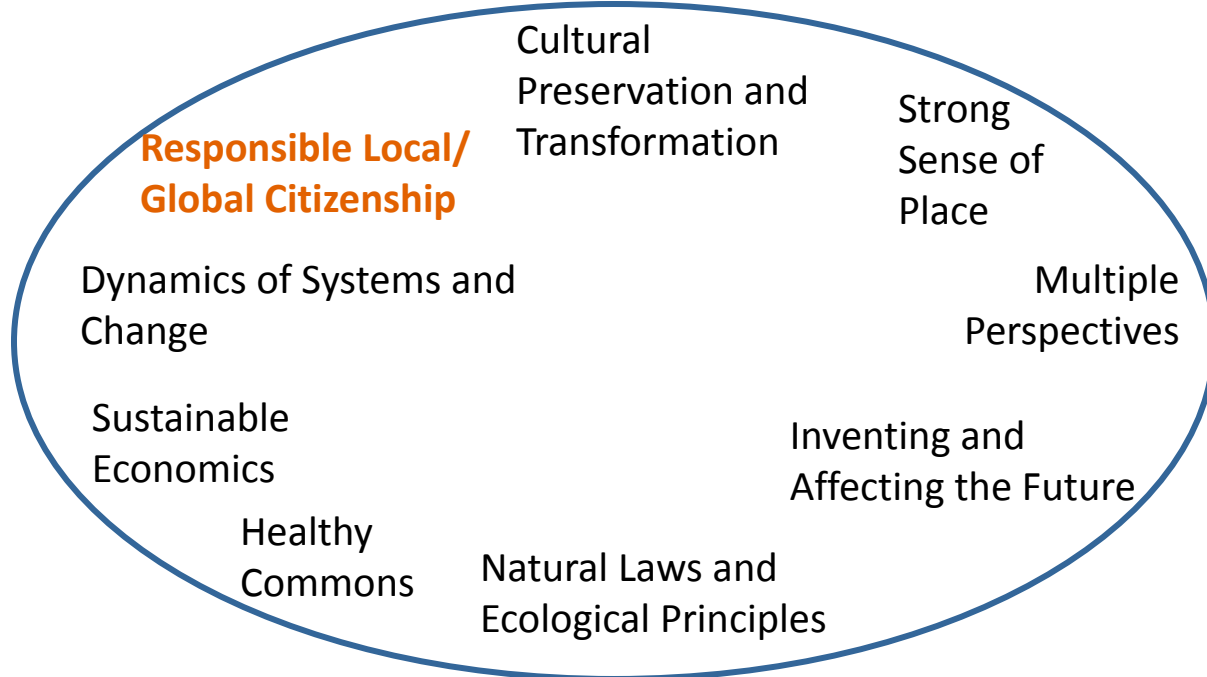 Cultural
Preservation and
Transformation
Strong
Sense of
Place
Responsible Local/
Global Citizenship
Dynamics of Systems and
Change
Multiple
Perspectives
Sustainable
Economics
Inventing and
Affecting the Future
Healthy
Commons
Natural Laws and
Ecological Principles